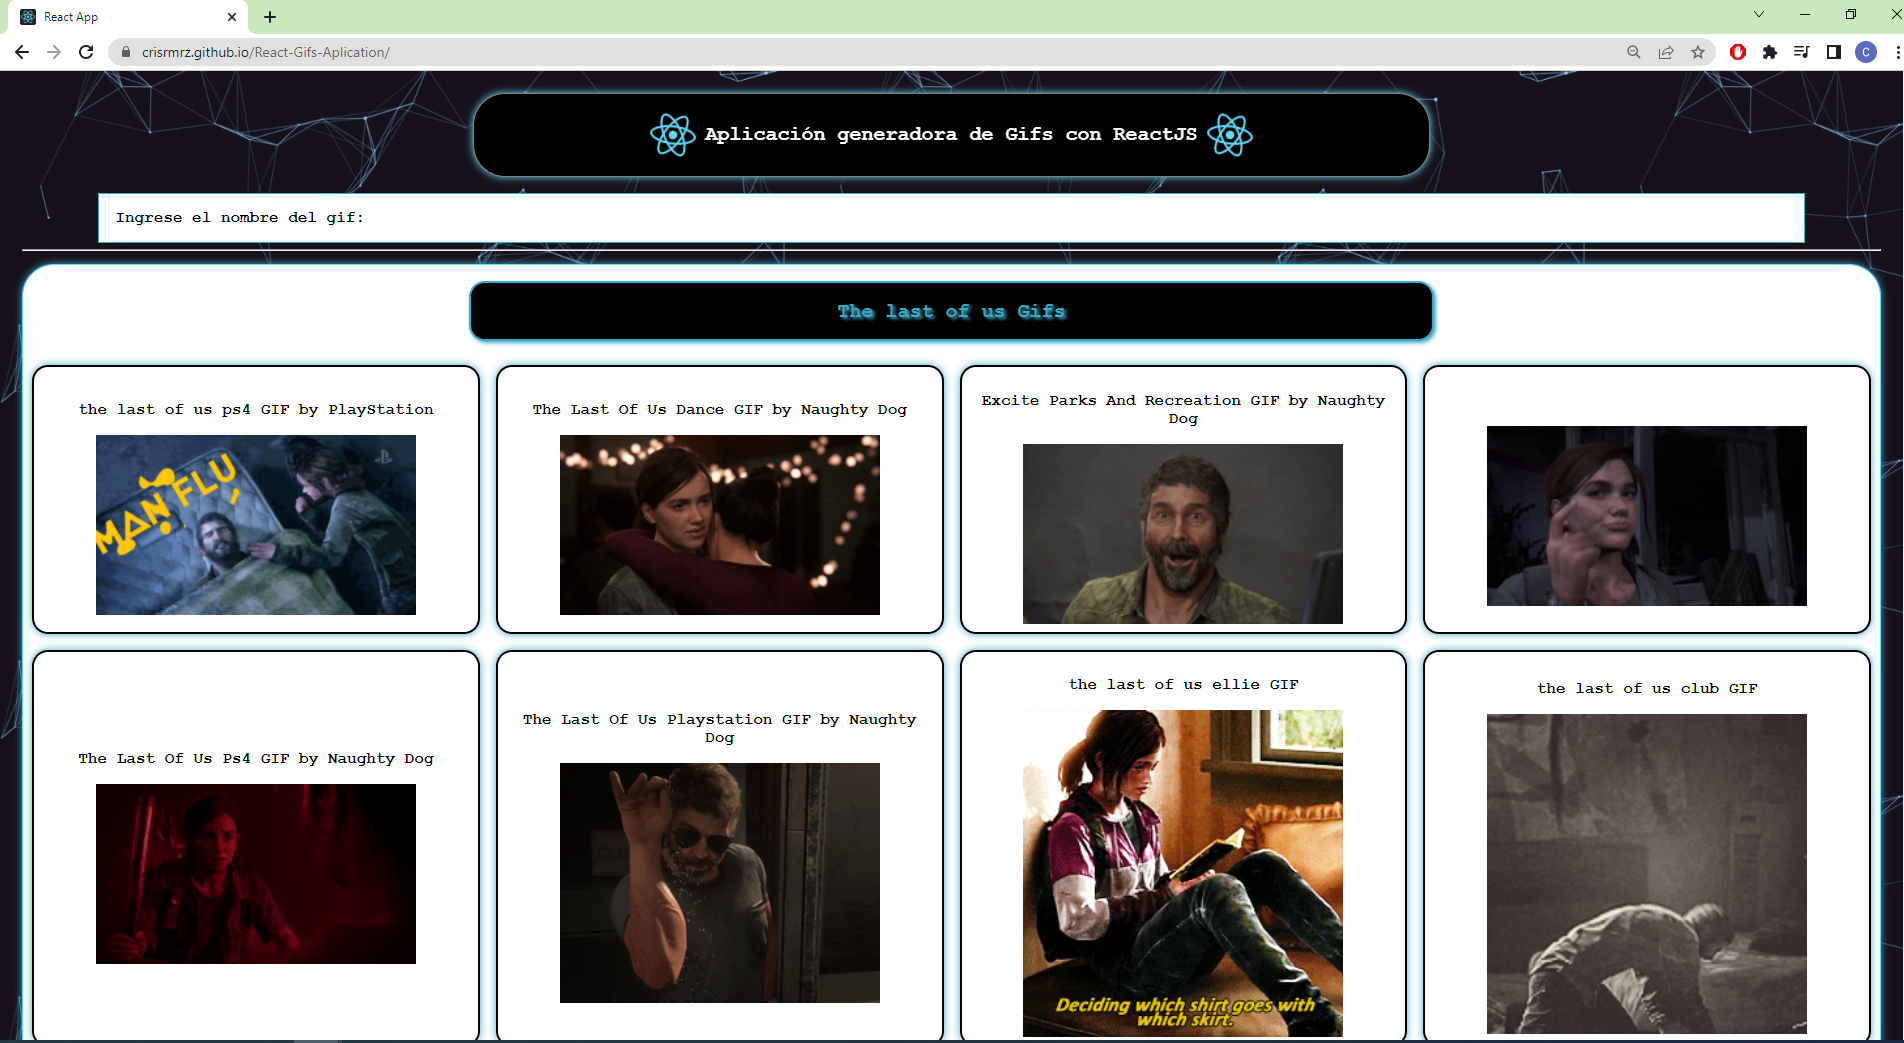 React App
crisrmrz.github.io/React-Gifs-Aplication/
C
Aplicación generadora de Gifs con ReactJS
Ingrese el nombre del gif:
The last of us Gifs
the last of us ps4 GIF by PlayStation
MAN FLU
The Last Of Us Dance GIF by Naughty Dog
Excite Parks And Recreation GIF by Naughty
Dog
The Last Of Us Ps4 GIF by Naughty Dog
The Last Of Us Playstation GIF by Naughty
Dog
the last of us ellie GIF
Deciding which shirt goes with
which skirt.
the last of us club GIF